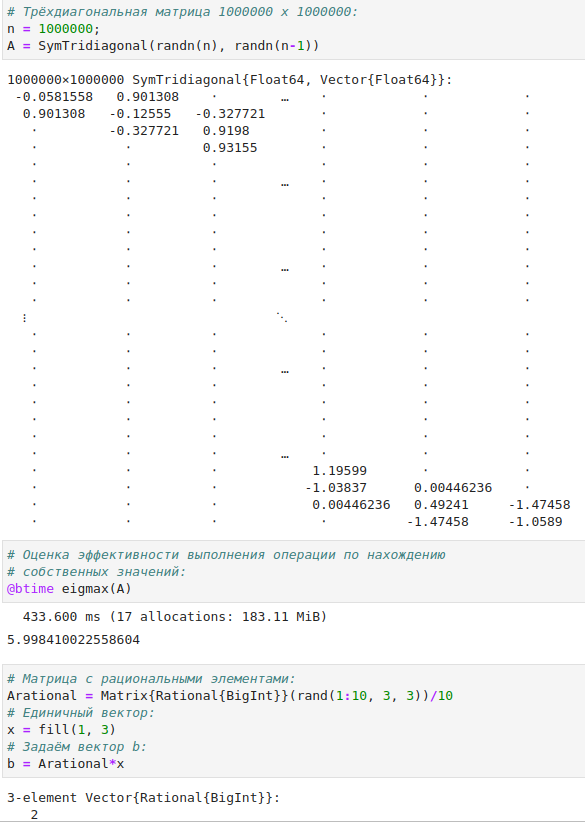 # Трёхдиагональная матрица 1000000 x 1000000:
n = 1000000;
A = SymTridiagonal(randn(n), randn(n-1))
1000000×1000000 SymTridiagonal{Float64, Vector{Float64}}:
-0.0581558 0.901308 ⋅ … ⋅ ⋅ ⋅
0.901308 -0.12555 -0.327721 ⋅ ⋅ ⋅
⋅ -0.327721 0.9198 ⋅ ⋅ ⋅
⋅ ⋅ 0.93155 ⋅ ⋅ ⋅
⋅ ⋅ ⋅ ⋅ ⋅ ⋅
⋅ ⋅ ⋅ … ⋅ ⋅ ⋅
⋅ ⋅ ⋅ ⋅ ⋅ ⋅
⋅ ⋅ ⋅ ⋅ ⋅ ⋅
⋅ ⋅ ⋅ ⋅ ⋅ ⋅
⋅ ⋅ ⋅ ⋅ ⋅ ⋅
⋅ ⋅ ⋅ … ⋅ ⋅ ⋅
⋅ ⋅ ⋅ ⋅ ⋅ ⋅
⋅ ⋅ ⋅ ⋅ ⋅ ⋅
⋮ ⋱
⋅ ⋅ ⋅ ⋅ ⋅ ⋅
⋅ ⋅ ⋅ ⋅ ⋅ ⋅
⋅ ⋅ ⋅ … ⋅ ⋅ ⋅
⋅ ⋅ ⋅ ⋅ ⋅ ⋅
⋅ ⋅ ⋅ ⋅ ⋅ ⋅
⋅ ⋅ ⋅ ⋅ ⋅ ⋅
⋅ ⋅ ⋅ ⋅ ⋅ ⋅
⋅ ⋅ ⋅ … ⋅ ⋅ ⋅
⋅ ⋅ ⋅ 1.19599 ⋅ ⋅
⋅ ⋅ ⋅ -1.03837 0.00446236 ⋅
⋅ ⋅ ⋅ 0.00446236 0.49241 -1.47458
⋅ ⋅ ⋅ ⋅ -1.47458 -1.0589
# Оценка эффективности выполнения операции по нахождению
# собственных значений:
@btime eigmax(A)
433.600 ms (17 allocations: 183.11 MiB)
5.998410022558604
# Матрица с рациональными элементами:
Arational = Matrix{Rational{BigInt}}(rand(1:10, 3, 3))/10
# Единичный вектор:
x = fill(1, 3)
# Задаём вектор b:
b = Arational*x
3-element Vector{Rational{BigInt}}:
2